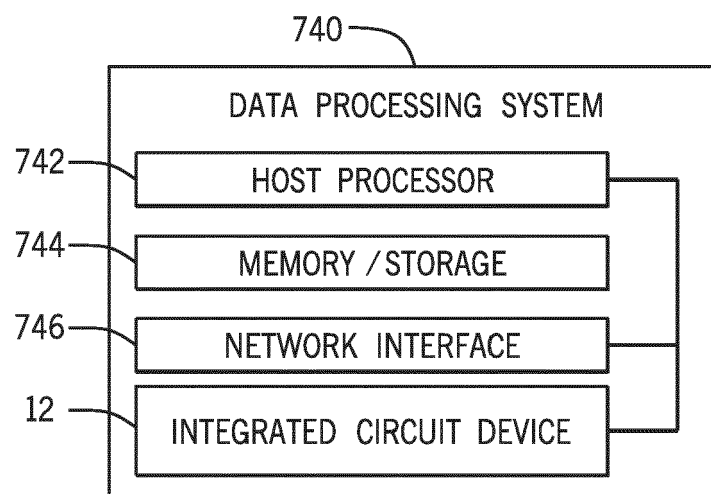 740
DATA PROCESSING SYSTEM
742
HOST PROCESSOR
744
MEMORY / STORAGE
746
NETWORK INTERFACE
12
INTEGRATED CIRCUIT DEVICE